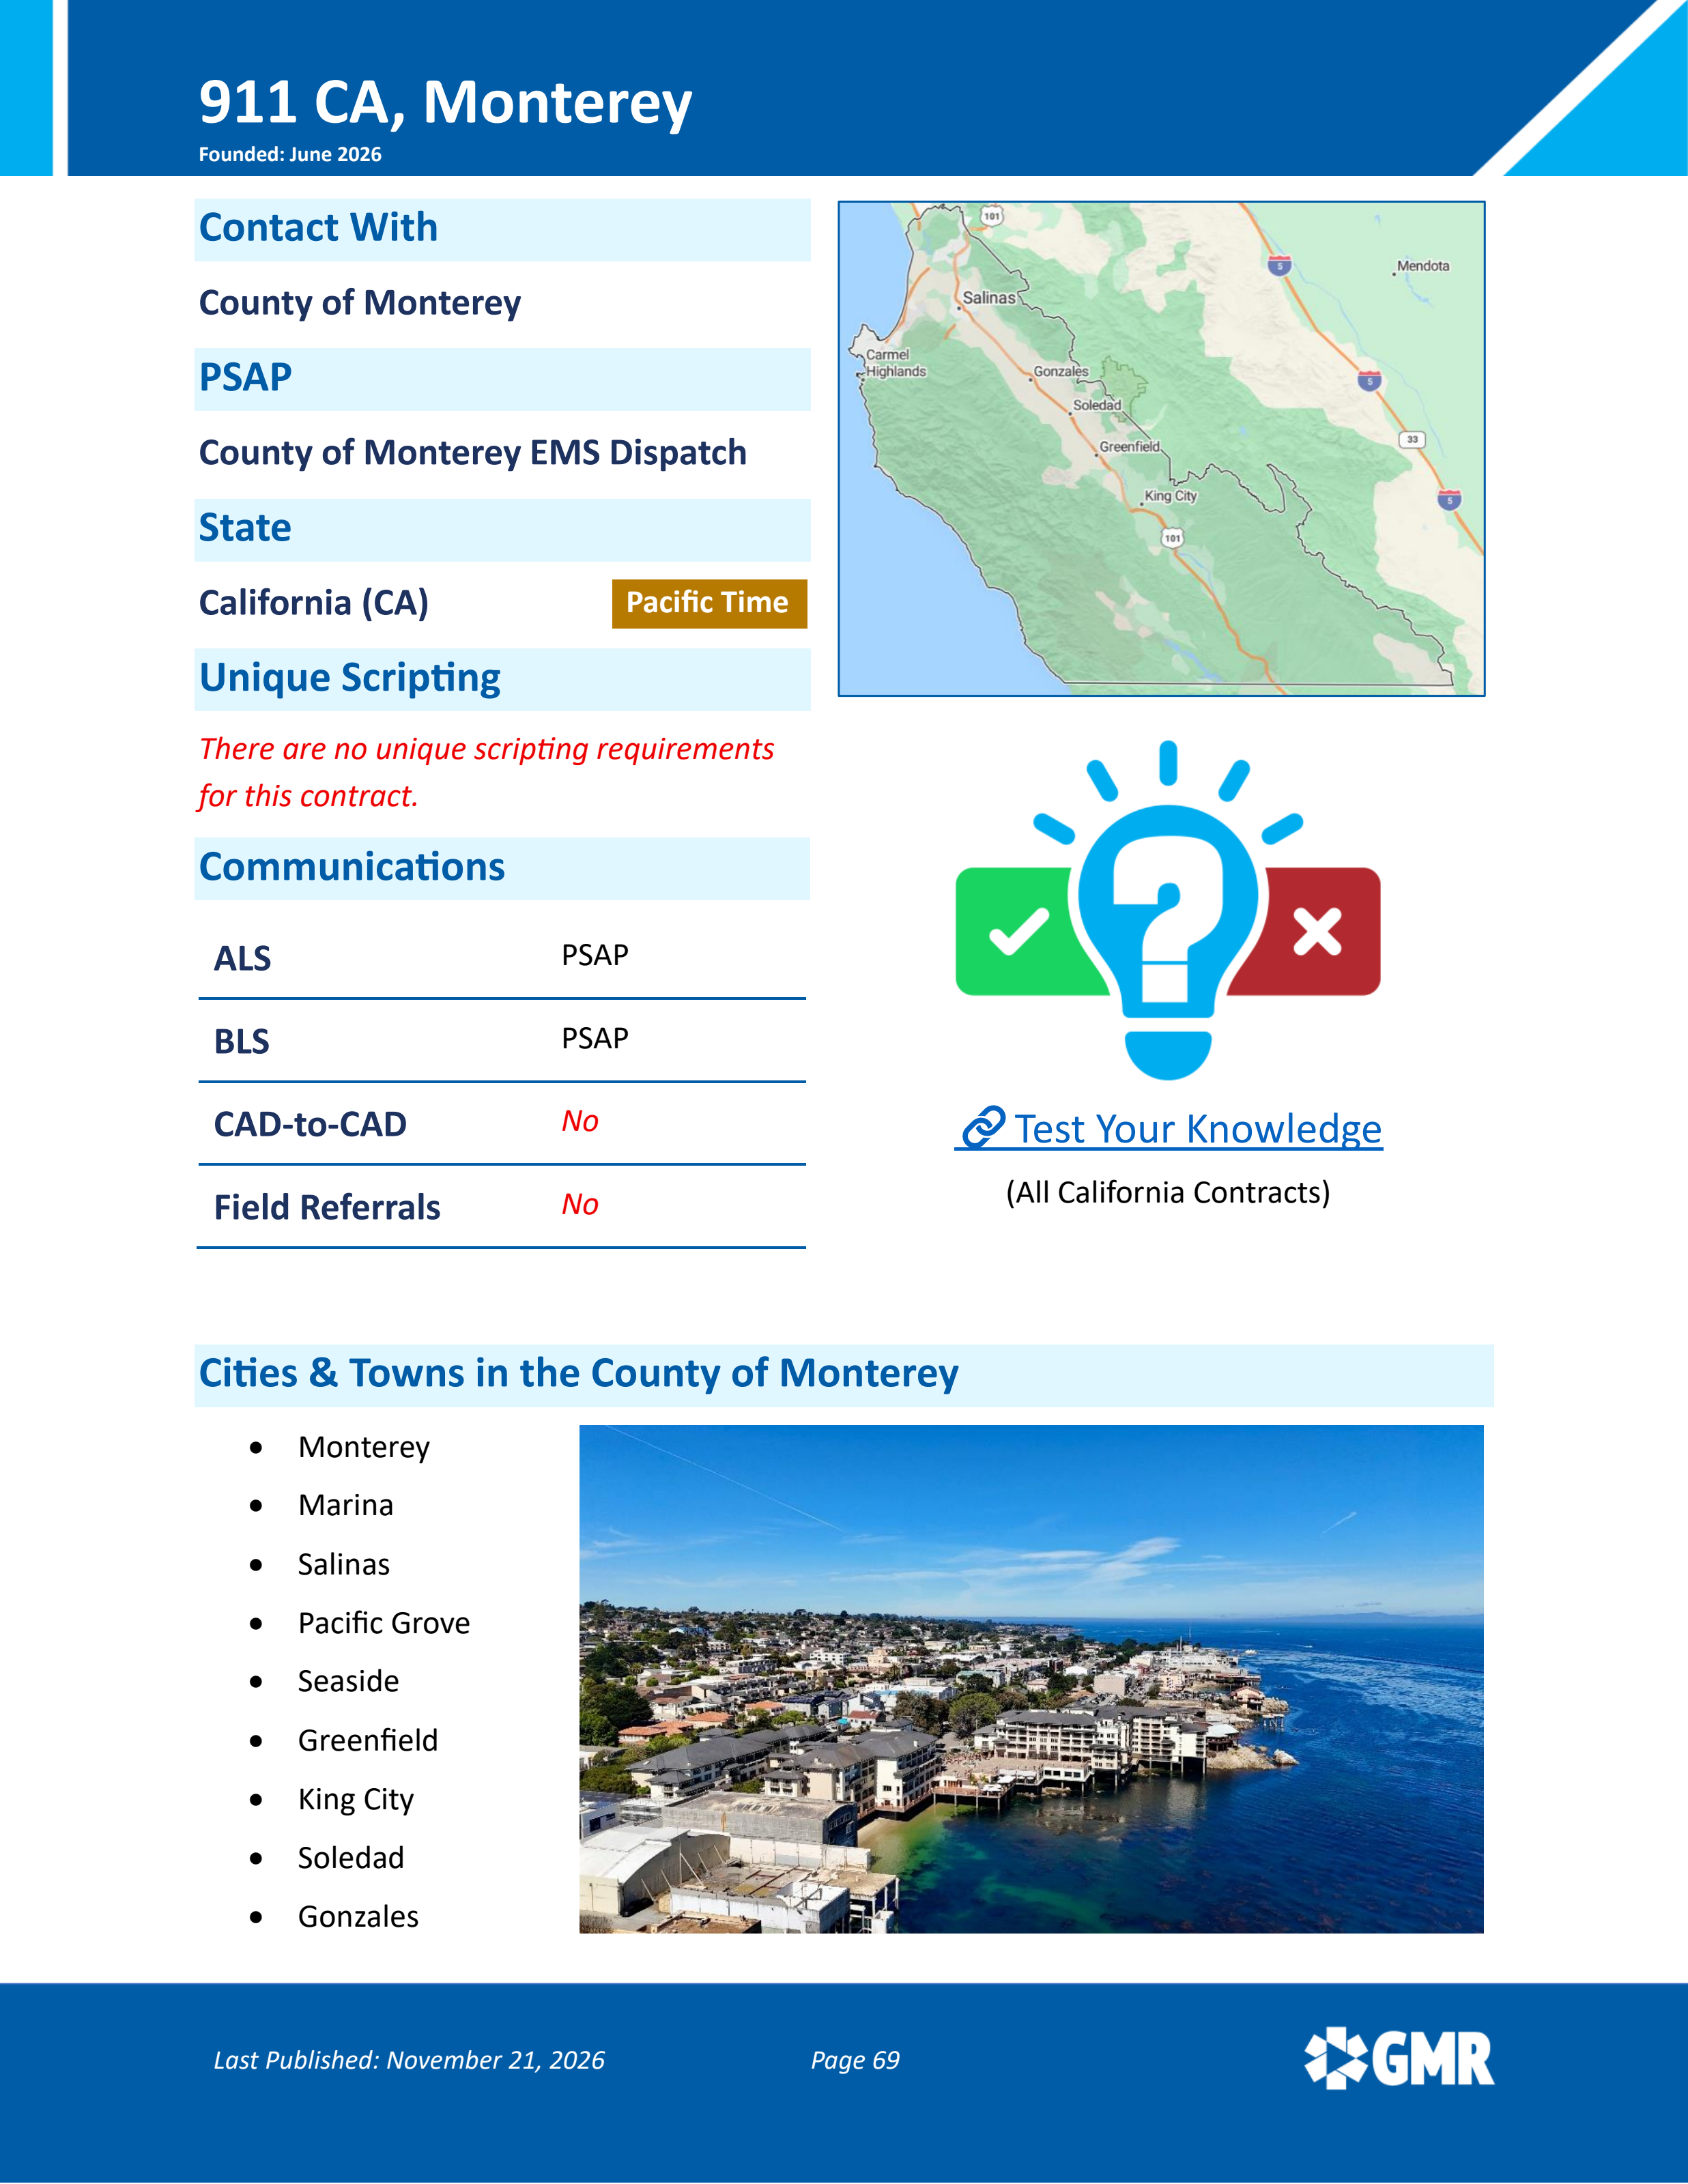 911 CA, Monterey
Founded: June 2026
Contact With
County of Monterey
PSAP
County of Monterey EMS Dispatch
State
California (CA)
Pacific Time
Unique Scripting
There are no unique scripting requirements
for this contract.
Communications
ALS PSAP
BLS PSAP
CAD-to-CAD No
Field Referrals No
101
5
Mendota
Salinas
Carmel
Highlands
Gonzales
5
Soledad
33
Greenfield
King City
5
101
?
Test Your Knowledge
(All California Contracts)
Cities & Towns in the County of Monterey
• Monterey
• Marina
• Salinas
• Pacific Grove
• Seaside
• Greenfield
• King City
• Soledad
• Gonzales
Last Published: November 21, 2026
Page 69
GMR